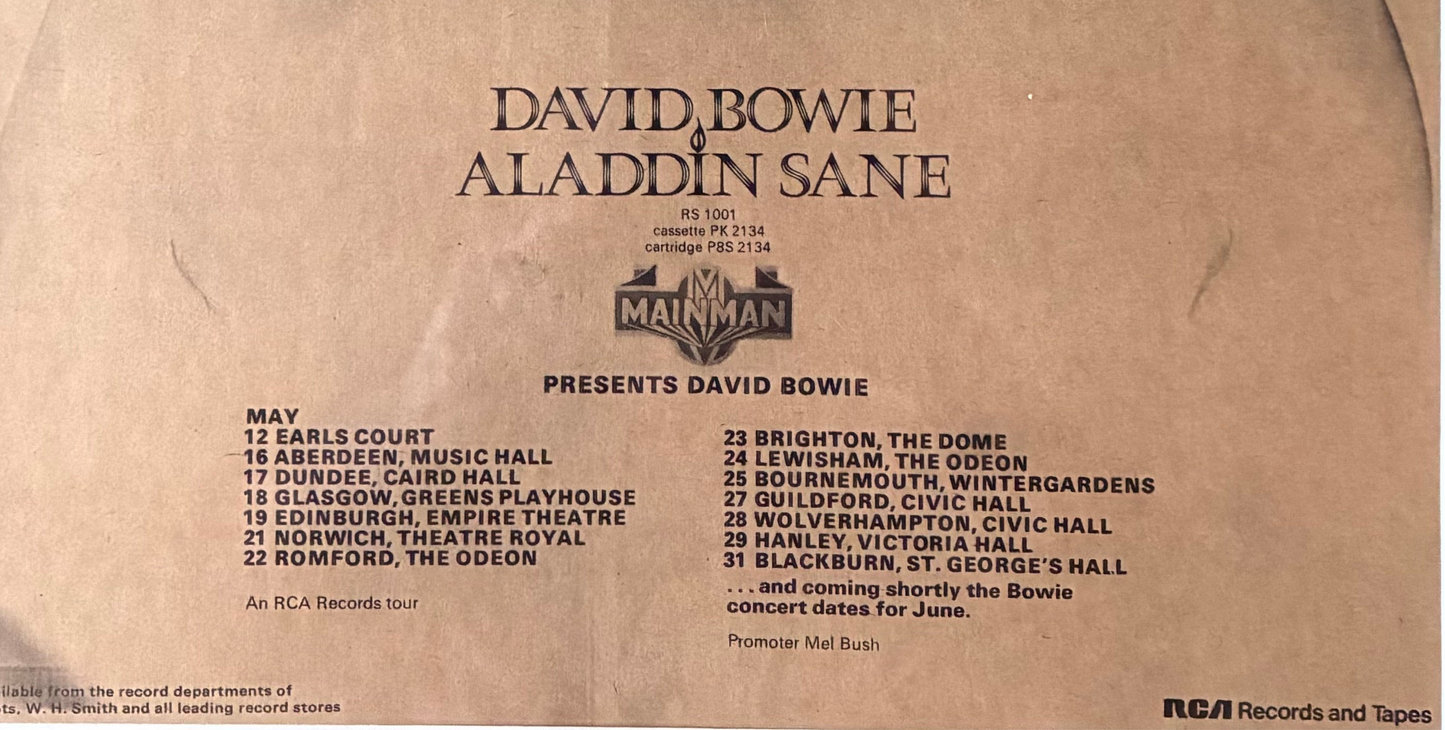 DAVID BOWIE
ALADDIN SANE
RS 1001
cassette PK 2134
cartridge P8S 2134
M
MAINMAN
PRESENTS DAVID BOWIE
MAY
12 EARLS COURT
16 ABERDEEN, MUSIC HALL
17 DUNDEE, CAIRD HALL
18 GLASGOW, GREENS PLAYHOUSE
19 EDINBURGH, EMPIRE THEATRE
21 NORWICH, THEATRE ROYAL
22 ROMFORD, THE ODEON
An RCA Records tour
23 BRIGHTON, THE DOME
24 LEWISHAM, THE ODEON
25 BOURNEMOUTH, WINTERGARDENS
27 GUILDFORD, CIVIC HALL
28 WOLVERHAMPTON, CIVIC HALL
29 HANLEY, VICTORIA HALL
31 BLACKBURN, ST. GEORGE'S HALL
...and coming shortly the Bowie
concert dates for June.
Promoter Mel Bush
ilable from the record departments of
ts, W. H. Smith and all leading record stores
RCA Records and Tapes